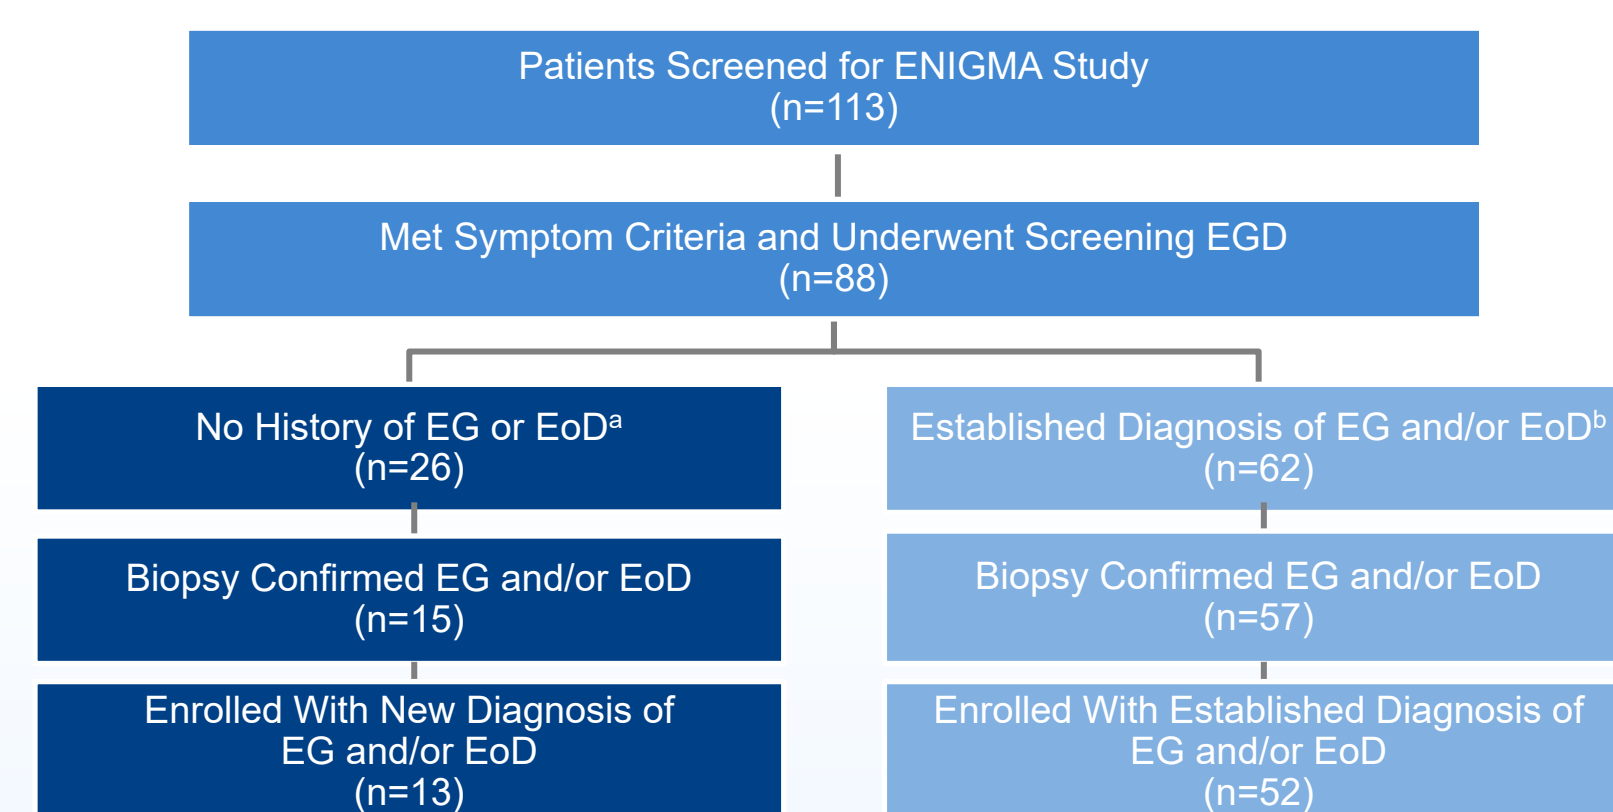 Patients Screened for ENIGMA Study
(n=113)
Met Symptom Criteria and Underwent Screening EGD
(n=88)
No History of EG or EoDᵃ
(n=26)
Biopsy Confirmed EG and/or EoD
(n=15)
Enrolled With New Diagnosis of
EG and/or EoD
(n=13)
Established Diagnosis of EG and/or EoDᵇ
(n=62)
Biopsy Confirmed EG and/or EoD
(n=57)
Enrolled With Established Diagnosis of
EG and/or EoD
(n=52)